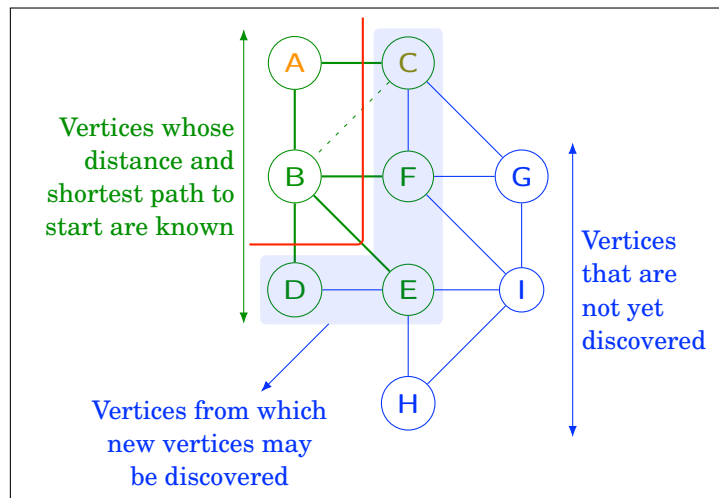 A
C
Vertices whose
distance and
shortest path to
start are known
B
F
G
Vertices
that are
not yet
discovered
D
E
I
H
Vertices from which
new vertices may
be discovered